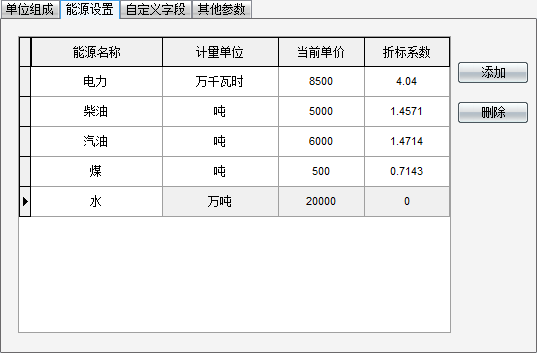 单位组成 能源设置 自定义字段 其他参数
能源名称 计量单位 当前单价 折标系数
电力 万千瓦时 8500 4.04
添加
柴油 吨 5000 1.4571
删除
汽油 吨 6000 1.4714
煤 吨 500 0.7143
水 万吨 20000 0